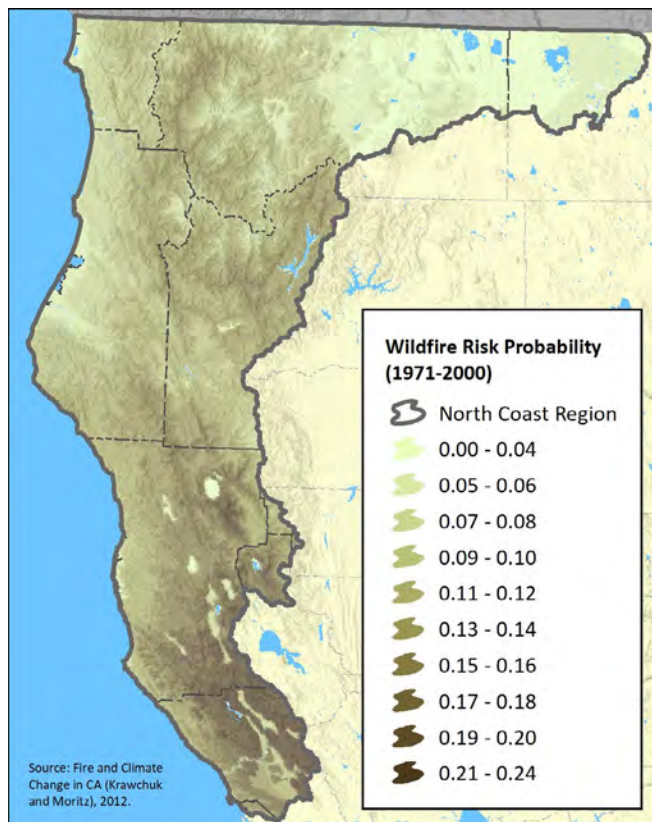 Wildfire Risk Probability
(1971-2000)
North Coast Region
0.00 - 0.04
0.05 - 0.06
0.07 - 0.08
0.09 - 0.10
0.11 - 0.12
0.13 - 0.14
0.15 - 0.16
0.17 - 0.18
0.19 - 0.20
0.21 - 0.24
Source: Fire and Climate
Change in CA (Krawchuk
and Moritz), 2012.